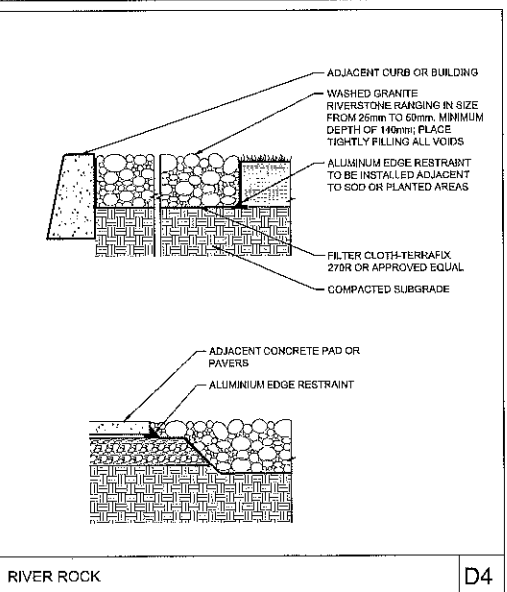 ADJACENT CURB OR BUILDING
WASHED GRANITE
RIVERSTONE RANGING IN SIZE
FROM 25mm TO 50mm. MINIMUM
DEPTH OF 140mm; PLACE
TIGHTLY FILLING ALL VOIDS
ALUMINUM EDGE RESTRAINT
TO BE INSTALLED ADJACENT
TO SOD OR PLANTED AREAS
FILTER CLOTH-TERRAFIX
270R OR APPROVED EQUAL
COMPACTED SUBGRADE
ADJACENT CONCRETE PAD OR
PAVERS
ALUMINIUM EDGE RESTRAINT
RIVER ROCK
D4